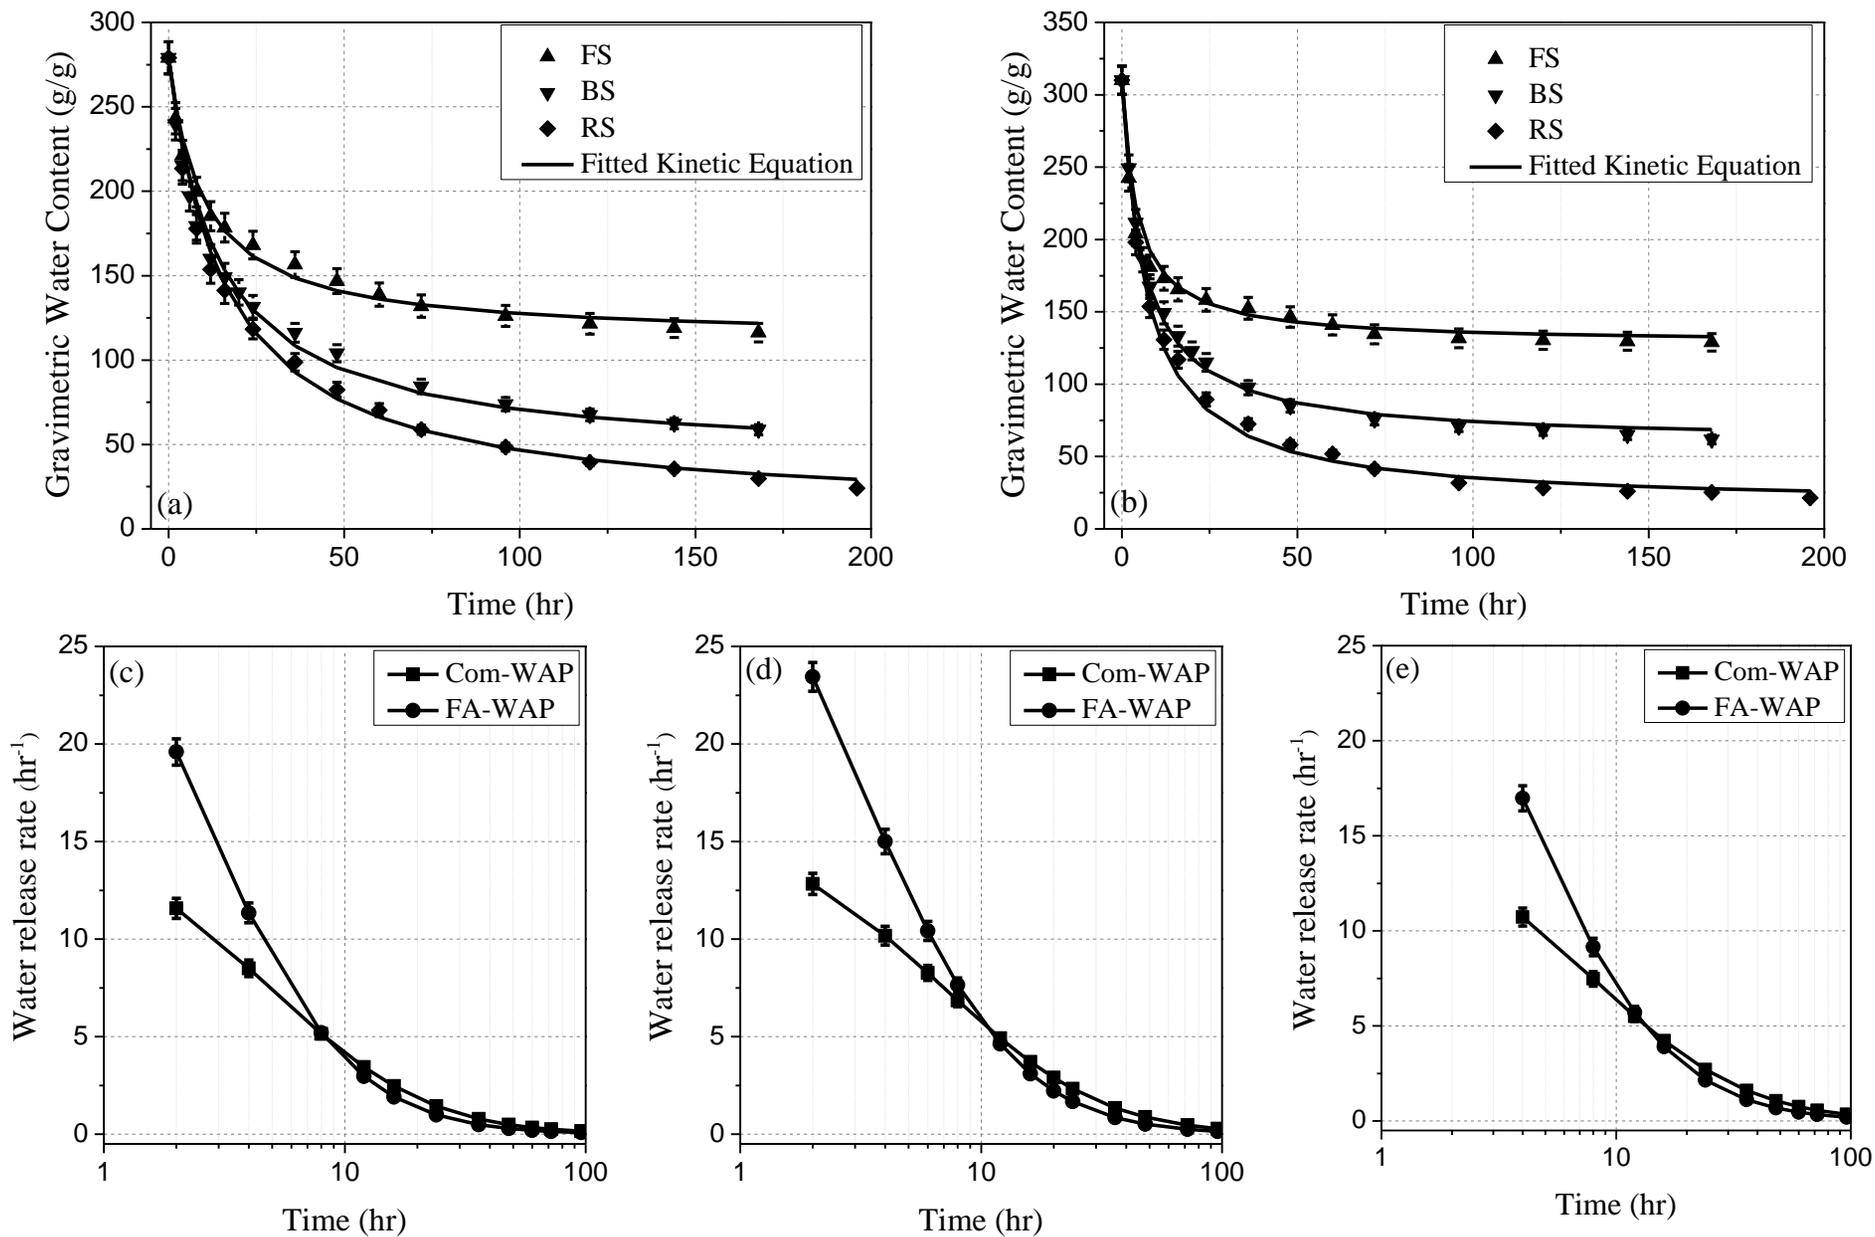 300
250
200
150
100
50
0
Gravimetric Water Content (g/g)
FS
BS
RS
Fitted Kinetic Equation
(a)
0 50 100 150 200
Time (hr)
350
300
250
200
150
100
50
0
Gravimetric Water Content (g/g)
FS
BS
RS
Fitted Kinetic Equation
(b)
0 50 100 150 200
Time (hr)
25
20
15
10
5
0
Water release rate (hr⁻¹)
(c)
Com-WAP
FA-WAP
1 10 100
Time (hr)
25
20
15
10
5
0
Water release rate (hr⁻¹)
(d)
Com-WAP
FA-WAP
1 10 100
Time (hr)
25
20
15
10
5
0
Water release rate (hr⁻¹)
(e)
Com-WAP
FA-WAP
1 10 100
Time (hr)